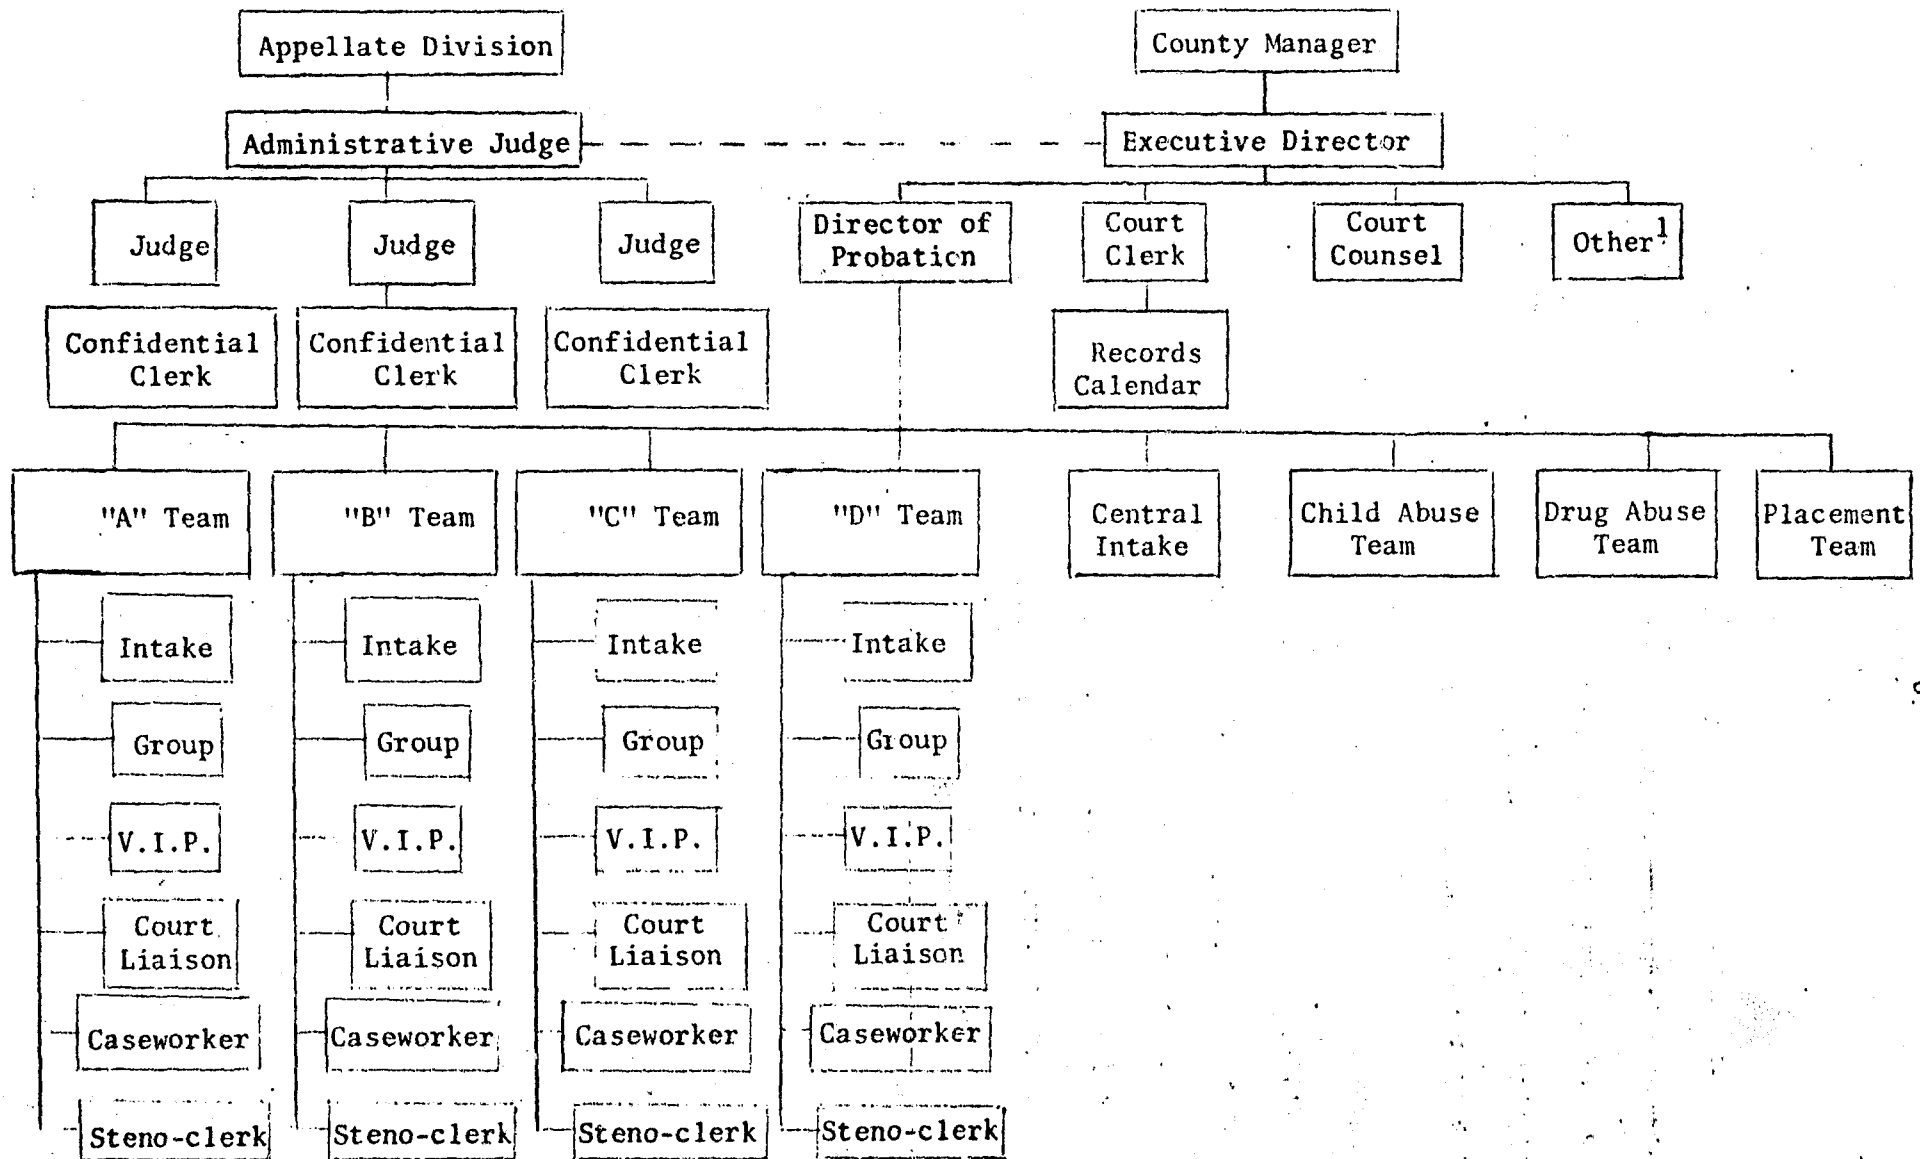 Appellate Division
County Manager
Administrative Judge
Executive Director
Judge
Judge
Judge
Director of
Probation
Court
Clerk
Court
Counsel
Other1
Confidential
Clerk
Confidential
Clerk
Confidential
Clerk
Records
Calendar
"A" Team
"B" Team
"C" Team
"D" Team
Central
Intake
Child Abuse
Team
Drug Abuse
Team
Placement
Team
Intake
Intake
Intake
Intake
Group
Group
Group
Group
V.I.P.
V.I.P.
V.I.P.
V.I.P.
Court
Liaison
Court
Liaison
Court
Liaison
Court
Liaison
Caseworker
Caseworker
Caseworker
Caseworker
Steno-clerk
Steno-clerk
Steno-clerk
Steno-clerk